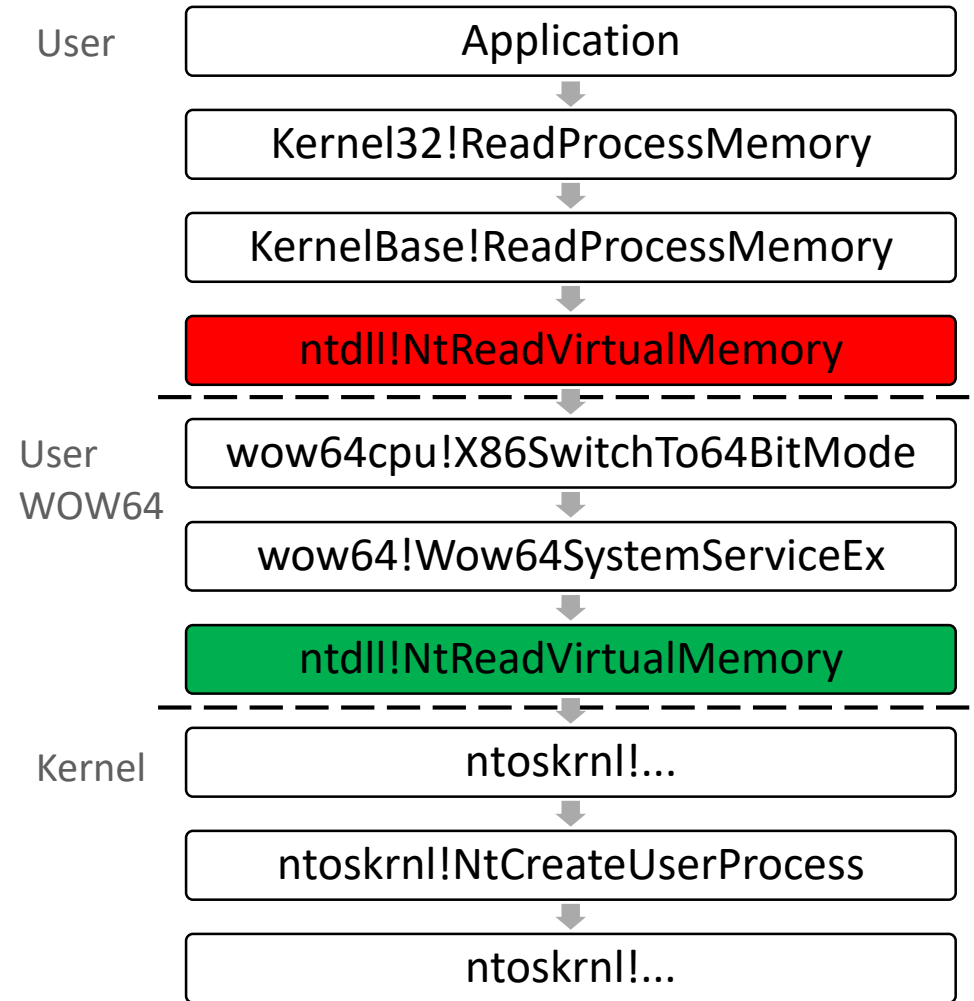 User
Application
Kernel32!ReadProcessMemory
KernelBase!ReadProcessMemory
ntdll!NtReadVirtualMemory
User
WOW64
wow64cpu!X86SwitchTo64BitMode
wow64!Wow64SystemServiceEx
ntdll!NtReadVirtualMemory
Kernel
ntoskrnl!...
ntoskrnl!NtCreateUserProcess
ntoskrnl!...